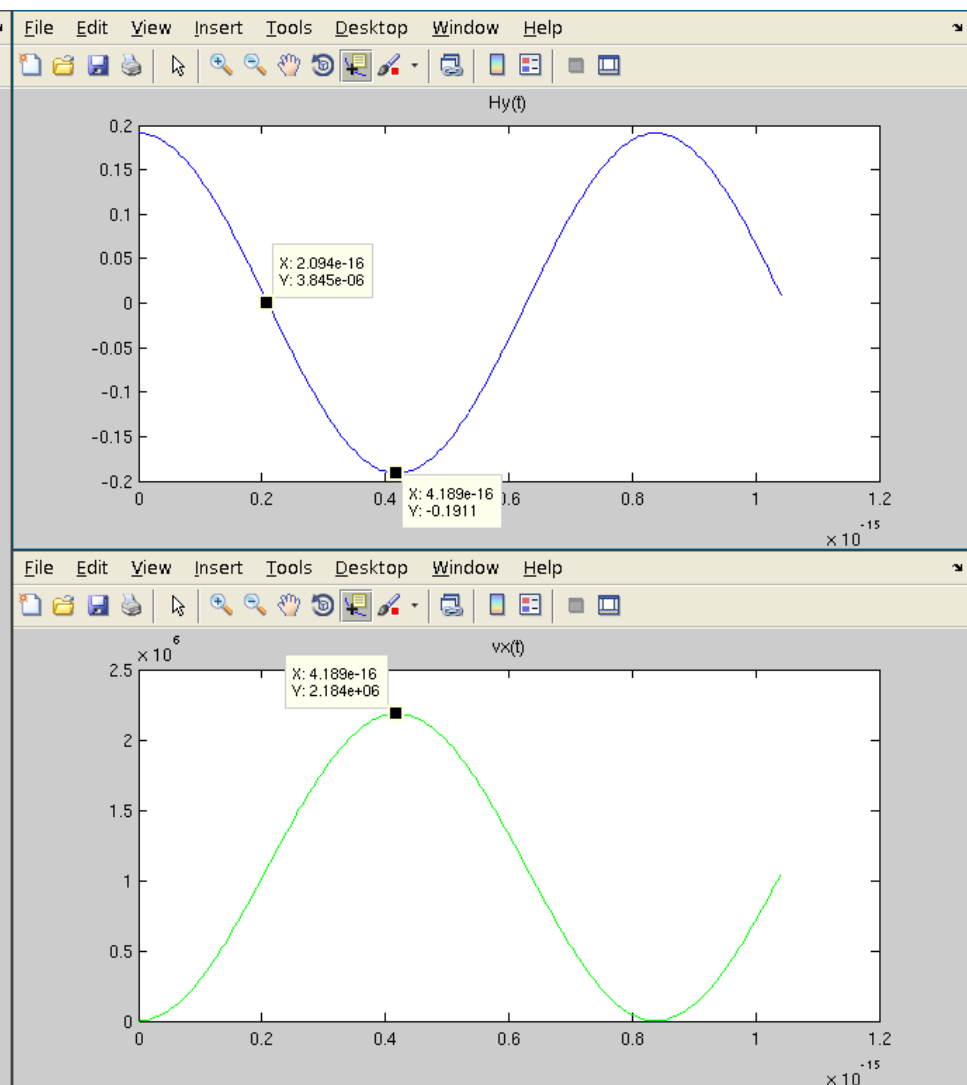 File Edit View Insert Tools Desktop Window Help
Hy(t)
0.2
0.15
0.1
0.05
0
-0.05
-0.1
-0.15
-0.2
X: 2.094e-16
Y: 3.845e-06
X: 4.189e-16
Y: -0.1911
0 0.2 0.4 0.6 0.8 1 1.2
x 10^-15
File Edit View Insert Tools Desktop Window Help
x 10^6
vx(t)
X: 4.189e-16
Y: 2.184e+06
2.5
2
1.5
1
0.5
0
0 0.2 0.4 0.6 0.8 1 1.2
x 10^-15